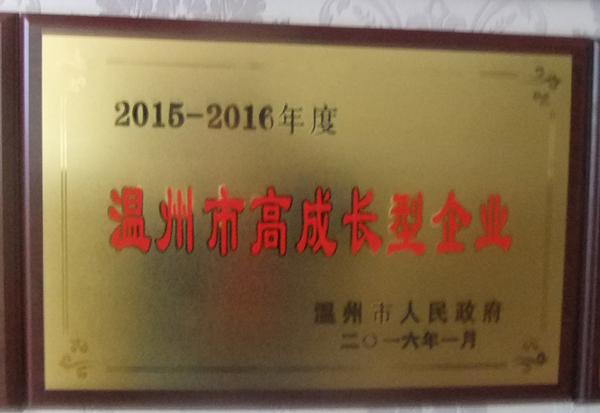 2015-2016年度
温州市高成长型企业
温州市人民政府
二〇一六年一月